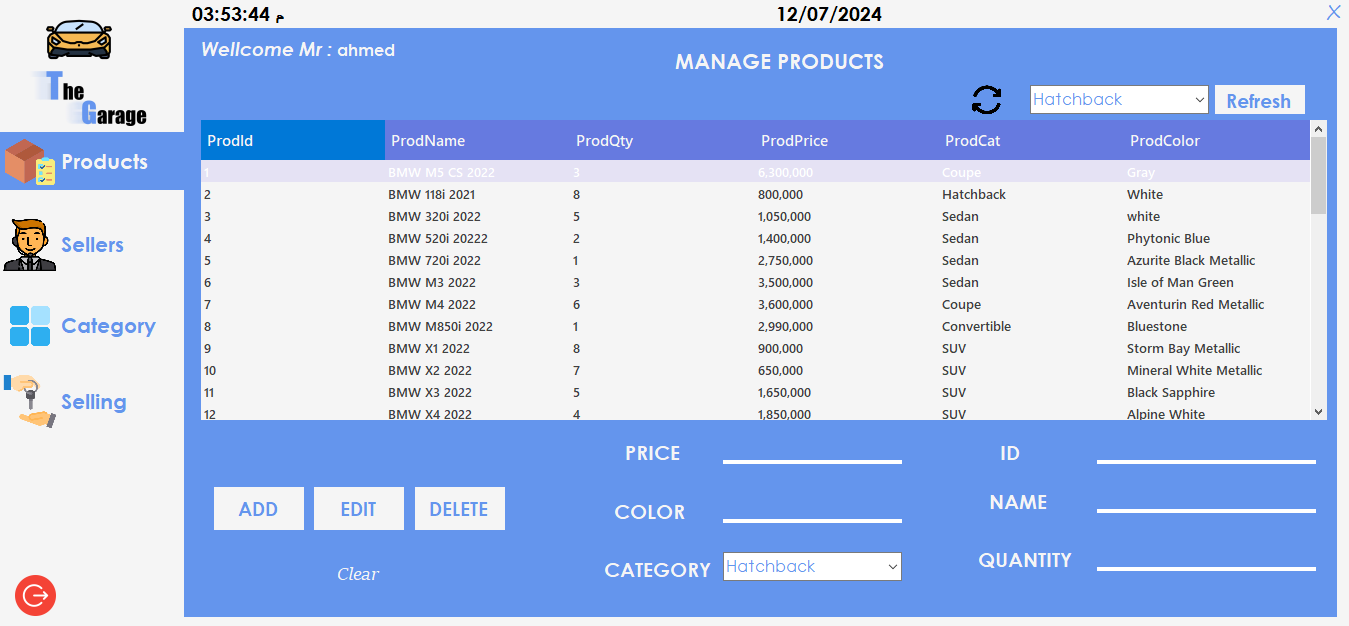 03:53:44 م
12/07/2024
X
The
Garage
Wellcome Mr : ahmed
MANAGE PRODUCTS
Hatchback
Refresh
Products
Sellers
Category
Selling
ProdId ProdName ProdQty ProdPrice ProdCat ProdColor
1 BMW M5 CS 2022 3 6,300,000 Coupe Gray
2 BMW 118i 2021 8 800,000 Hatchback White
3 BMW 320i 2022 5 1,050,000 Sedan white
4 BMW 520i 20222 2 1,400,000 Sedan Phytonic Blue
5 BMW 720i 2022 1 2,750,000 Sedan Azurite Black Metallic
6 BMW M3 2022 3 3,500,000 Sedan Isle of Man Green
7 BMW M4 2022 6 3,600,000 Coupe Aventurin Red Metallic
8 BMW M850i 2022 1 2,990,000 Convertible Bluestone
9 BMW X1 2022 8 900,000 SUV Storm Bay Metallic
10 BMW X2 2022 7 650,000 SUV Mineral White Metallic
11 BMW X3 2022 5 1,650,000 SUV Black Sapphire
12 BMW X4 2022 4 1,850,000 SUV Alpine White
PRICE
ID
COLOR
NAME
CATEGORY
Hatchback
QUANTITY
ADD
EDIT
DELETE
Clear